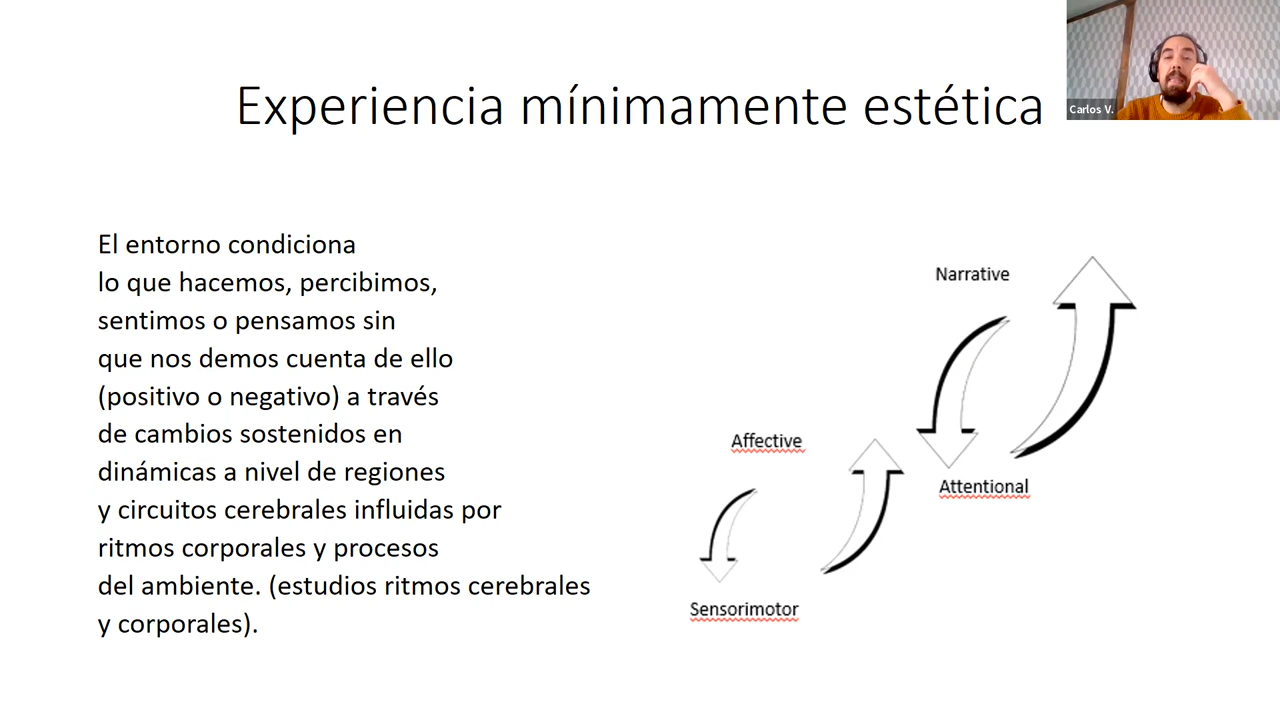 Experiencia mínimamente estética
Carlos V.
El entorno condiciona
lo que hacemos, percibimos,
sentimos o pensamos sin
que nos demos cuenta de ello
(positivo o negativo) a través
de cambios sostenidos en
dinámicas a nivel de regiones
y circuitos cerebrales influidas por
ritmos corporales y procesos
del ambiente. (estudios ritmos cerebrales
y corporales).
Narrative
Affective
Attentional
Sensorimotor